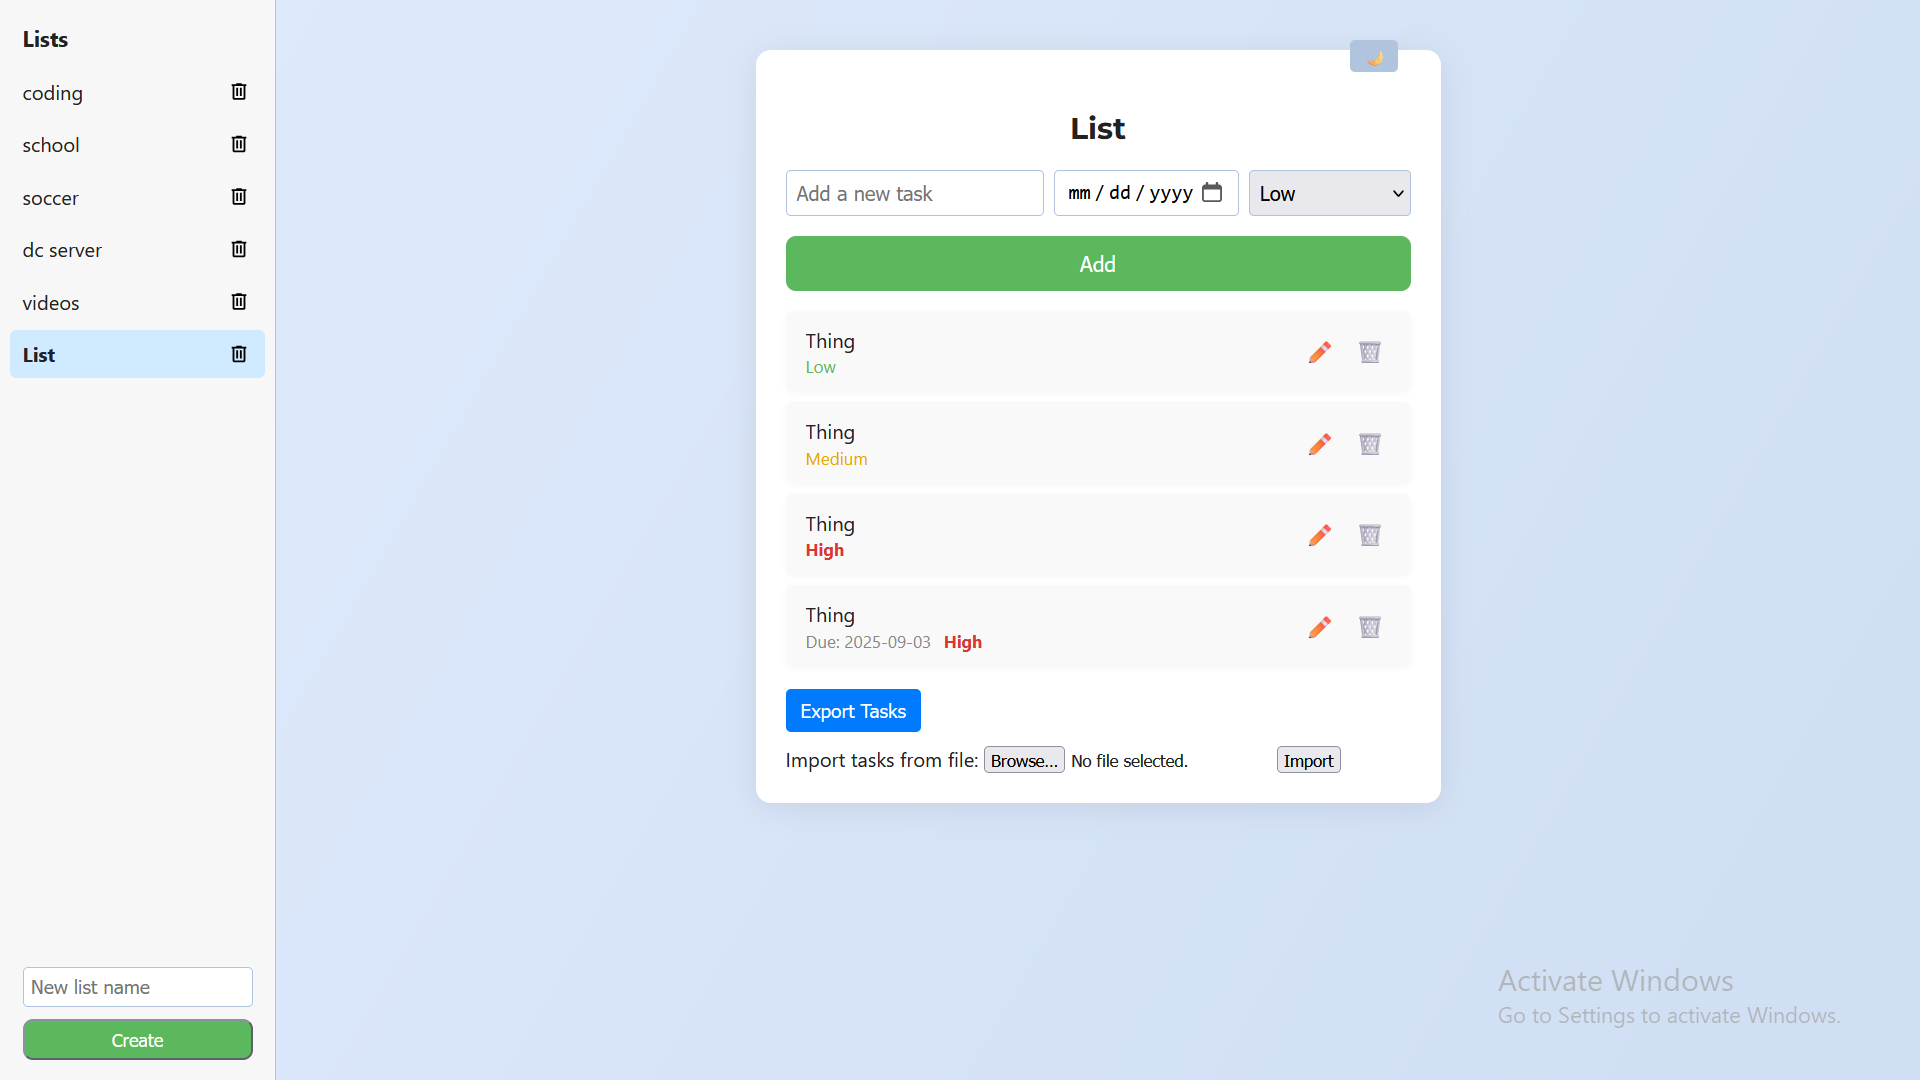 Lists
coding
school
soccer
dc server
videos
List
New list name
Create
List
Add a new task
mm / dd / yyyy
Low
Add
Thing
Low
Thing
Medium
Thing
High
Thing
Due: 2025-09-03 High
Export Tasks
Import tasks from file: Browse... No file selected. Import
Activate Windows
Go to Settings to activate Windows.